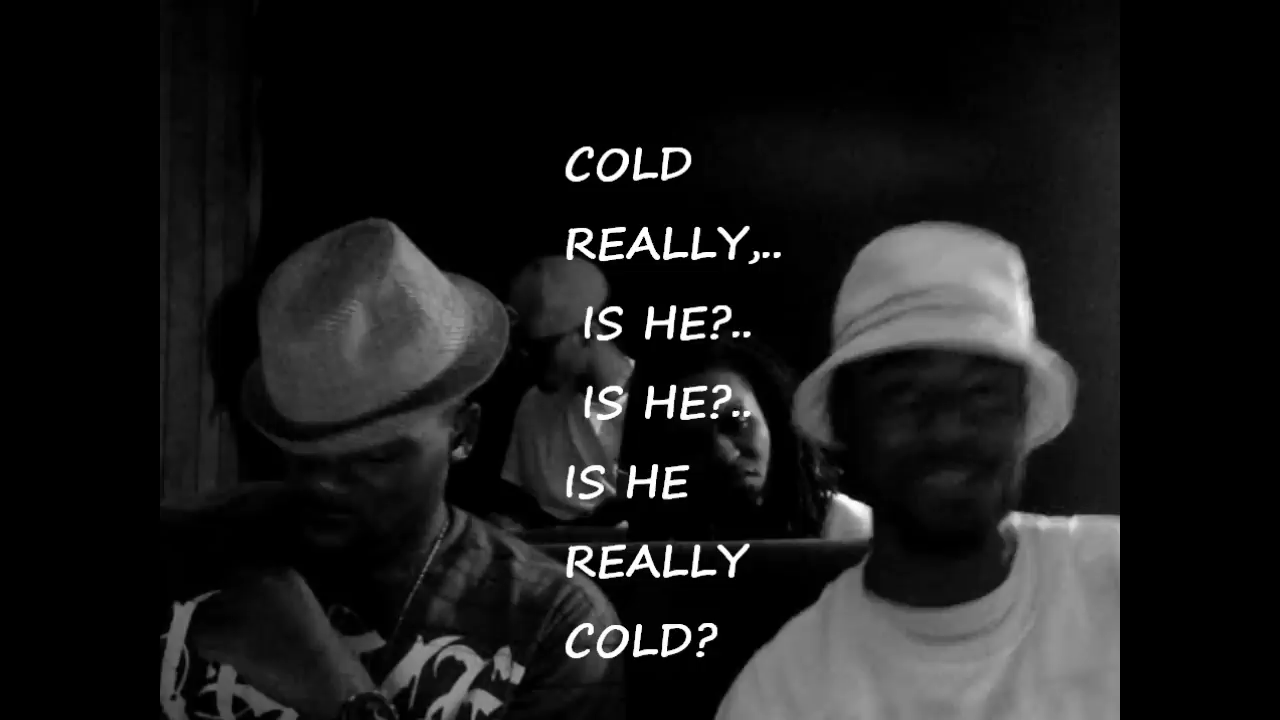 COLD
REALLY,..
IS HE?..
IS HE?..
IS HE
REALLY
COLD?